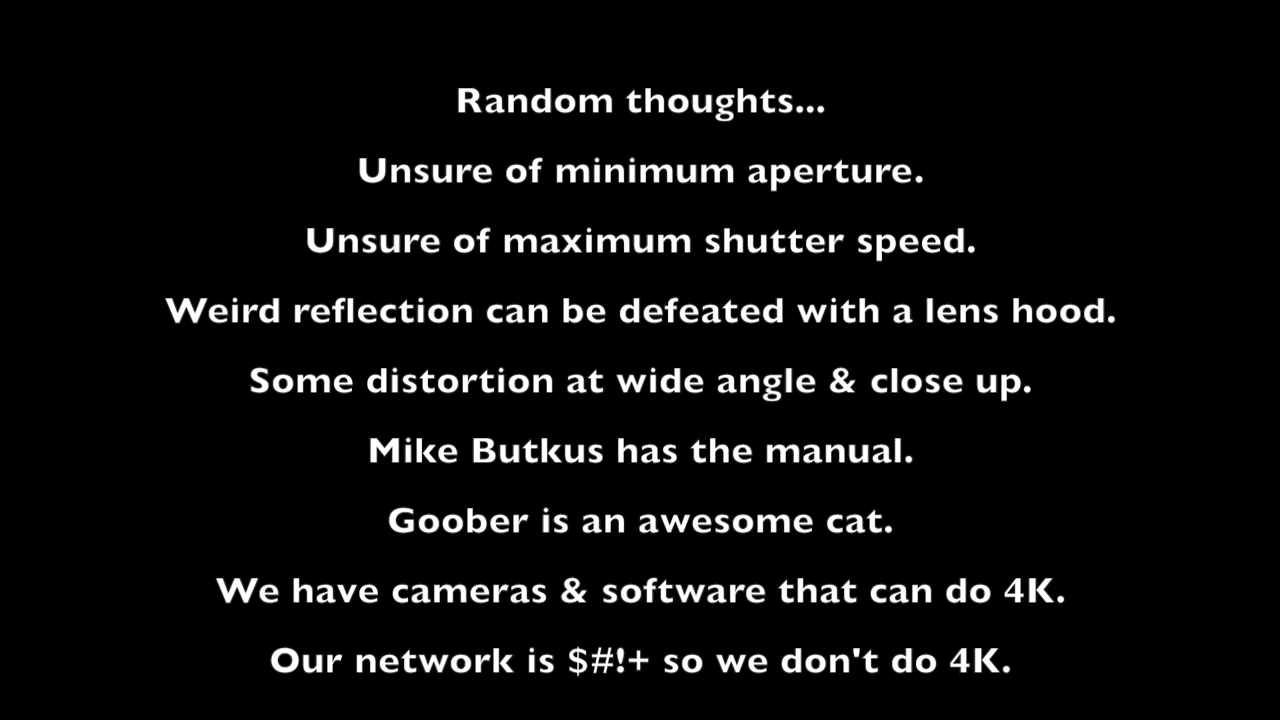 Random thoughts...
Unsure of minimum aperture.
Unsure of maximum shutter speed.
Weird reflection can be defeated with a lens hood.
Some distortion at wide angle & close up.
Mike Butkus has the manual.
Goober is an awesome cat.
We have cameras & software that can do 4K.
Our network is $#!+ so we don't do 4K.